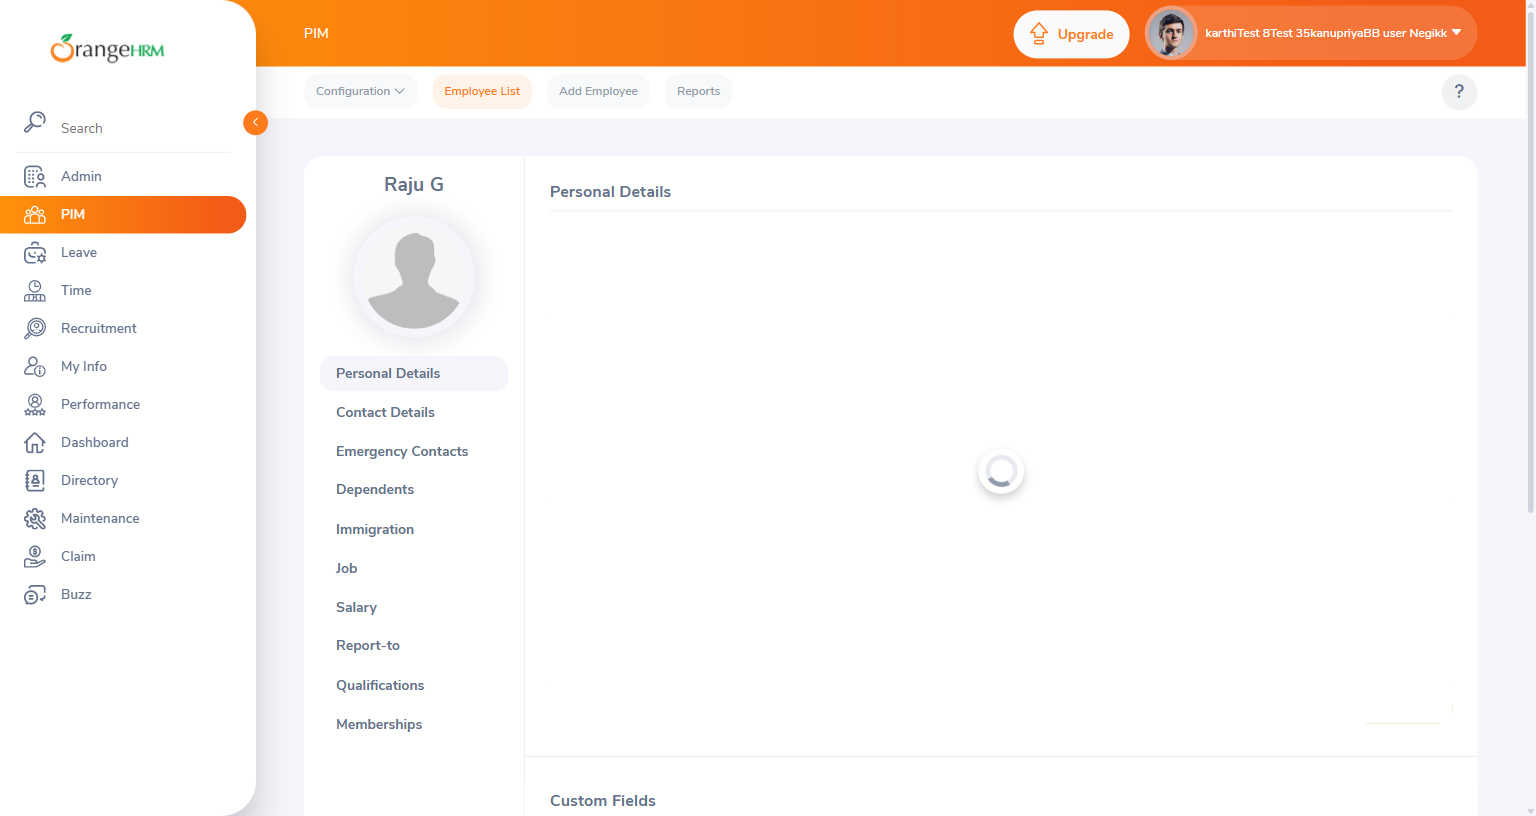 OrangeHRM
PIM
Upgrade
karthiTest 8Test 35kanupriyaBB user Negikk
Configuration
Employee List
Add Employee
Reports
?
Search
Admin
PIM
Leave
Time
Recruitment
My Info
Performance
Dashboard
Directory
Maintenance
Claim
Buzz
Raju G
Personal Details
Contact Details
Emergency Contacts
Dependents
Immigration
Job
Salary
Report-to
Qualifications
Memberships
Personal Details
Custom Fields